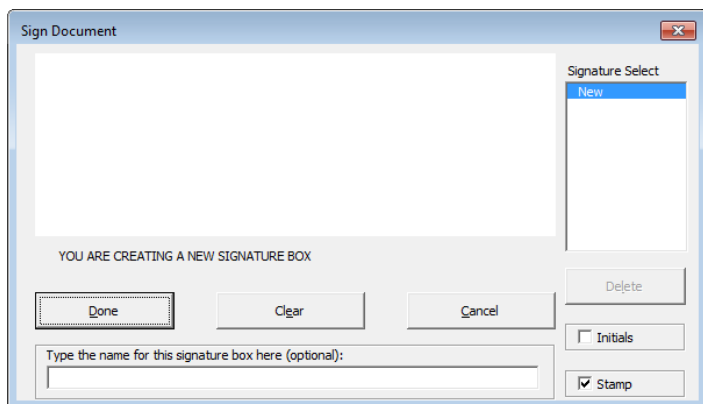 Sign Document
Signature Select
New
YOU ARE CREATING A NEW SIGNATURE BOX
Done
Clear
Cancel
Delete
Initials
Type the name for this signature box here (optional):
Stamp